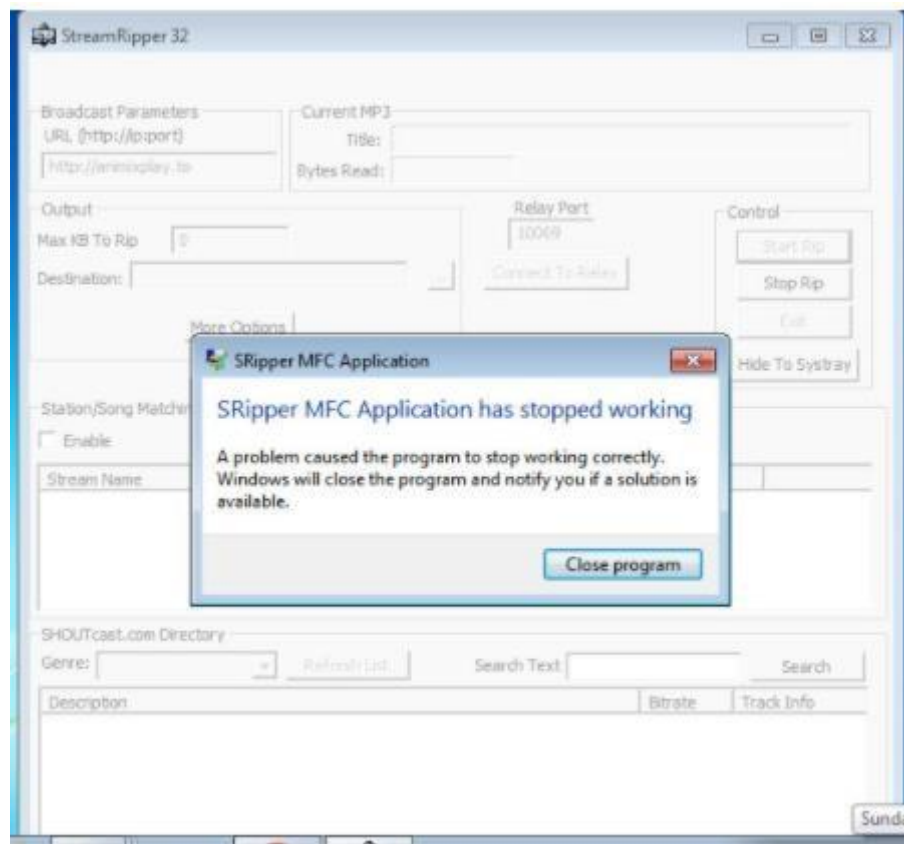 StreamRipper 32
Broadcast Parameters
URL (http://ip:port)
http://animixplay.to
Current MP3
Title:
Bytes Read:
Output
Max KB To Rip 0
Destination:
More Options
Relay Port
10069
Connect To Relay
Control
Start Rip
Stop Rip
Exit
Hide To Systray
SRipper MFC Application
SRipper MFC Application has stopped working
A problem caused the program to stop working correctly.
Windows will close the program and notify you if a solution is
available.
Close program
Station/Song Matchin
Enable
Stream Name
SHOUTcast.com Directory
Genre: Refresh List Search Text Search
Description Bitrate Track Info
Sunda